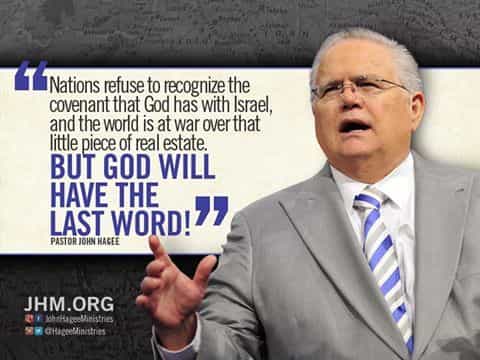 “Nations refuse to recognize the
covenant that God has with Israel,
and the world is at war over that
little piece of real estate.
BUT GOD WILL
HAVE THE
LAST WORD!”
PASTOR JOHN HAGEE
JHM.ORG
JohnHageeMinistries
@HageeMinistries